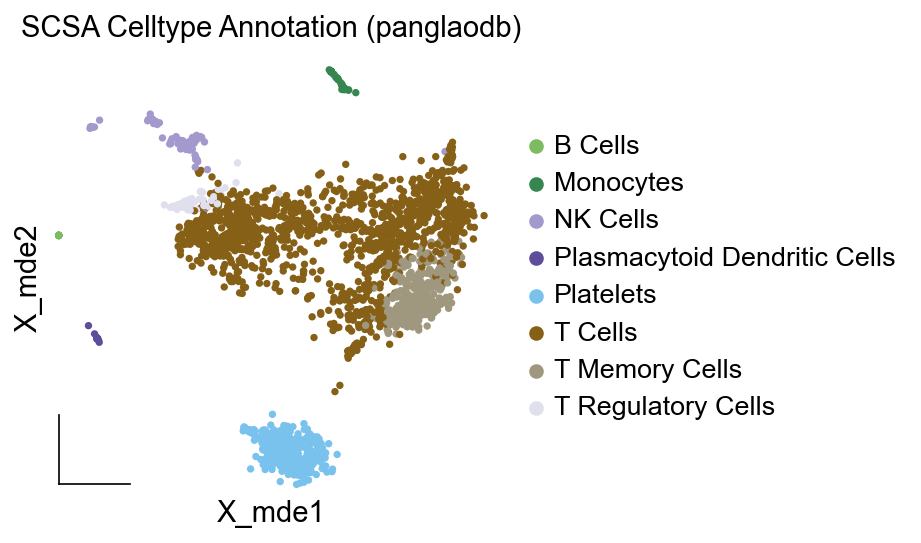 SCSA Celltype Annotation (panglaodb)
B Cells
Monocytes
NK Cells
Plasmacytoid Dendritic Cells
Platelets
T Cells
T Memory Cells
T Regulatory Cells
X_mde2
X_mde1